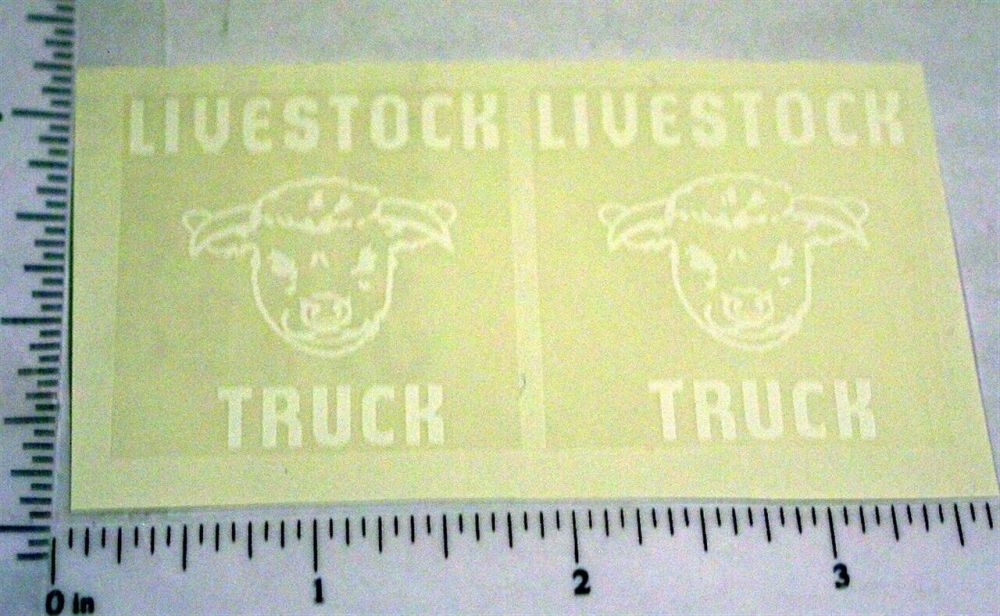 LIVESTOCK LIVESTOCK
TRUCK TRUCK
0 in 1 2 3